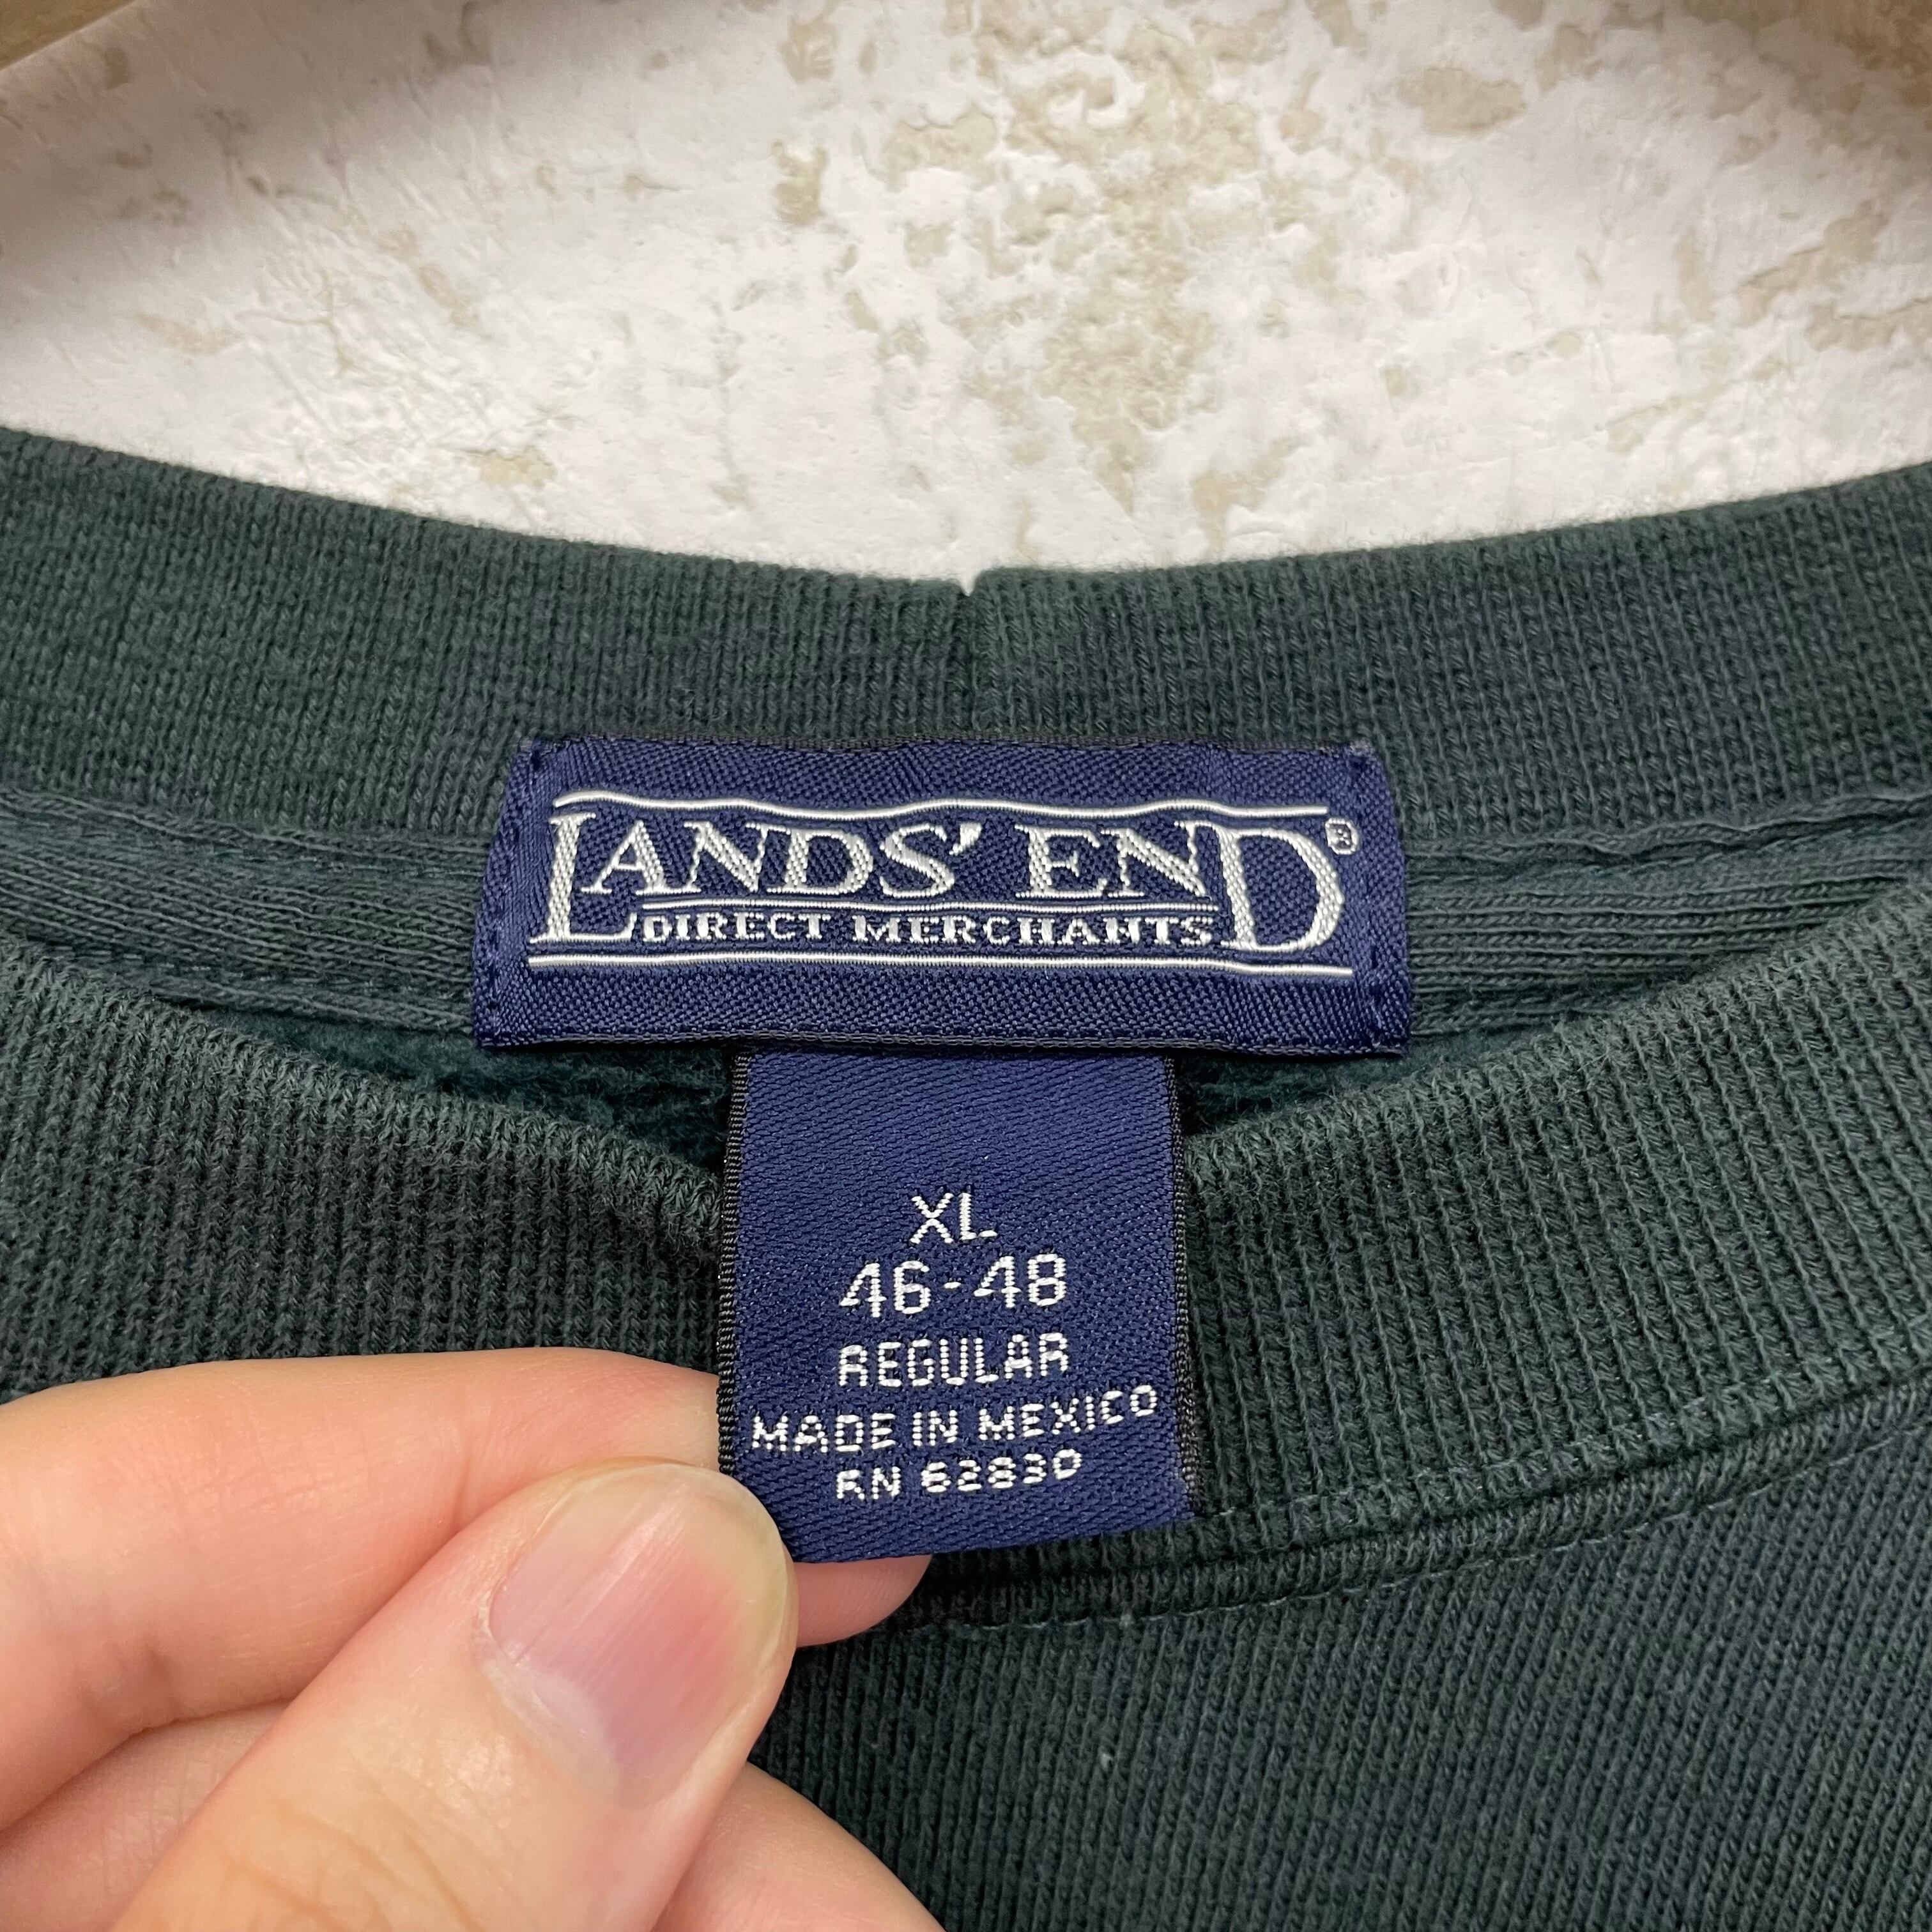 LANDS' END®
DIRECT MERCHANTS
XL
46-48
REGULAR
MADE IN MEXICO
RN 62830